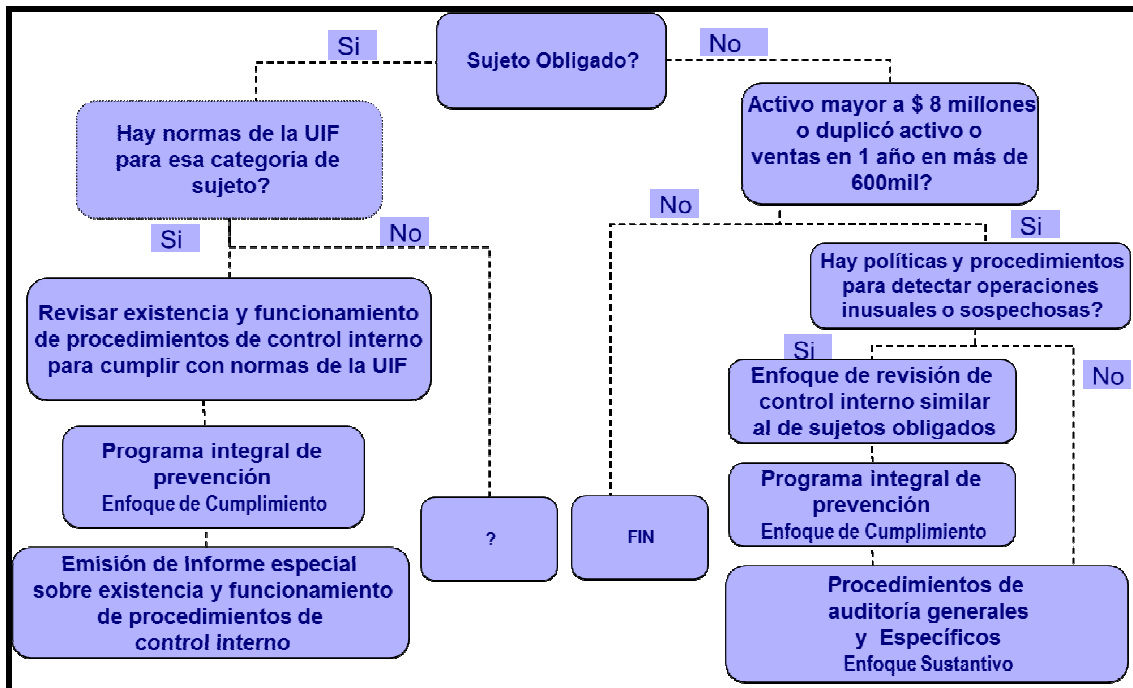 Sujeto Obligado?
Si
No
Hay normas de la UIF
para esa categoría de
sujeto?
Activo mayor a $ 8 millones
o duplicó activo o
ventas en 1 año en más de
600mil?
Si
No
No
Si
Revisar existencia y funcionamiento
de procedimientos de control interno
para cumplir con normas de la UIF
Hay políticas y procedimientos
para detectar operaciones
inusuales o sospechosas?
Si
No
Programa integral de
prevención
Enfoque de Cumplimiento
Enfoque de revisión de
control interno similar
al de sujetos obligados
Emisión de Informe especial
sobre existencia y funcionamiento
de procedimientos de
control interno
?
FIN
Programa integral de
prevención
Enfoque de Cumplimiento
Procedimientos de
auditoría generales
y Específicos
Enfoque Sustantivo